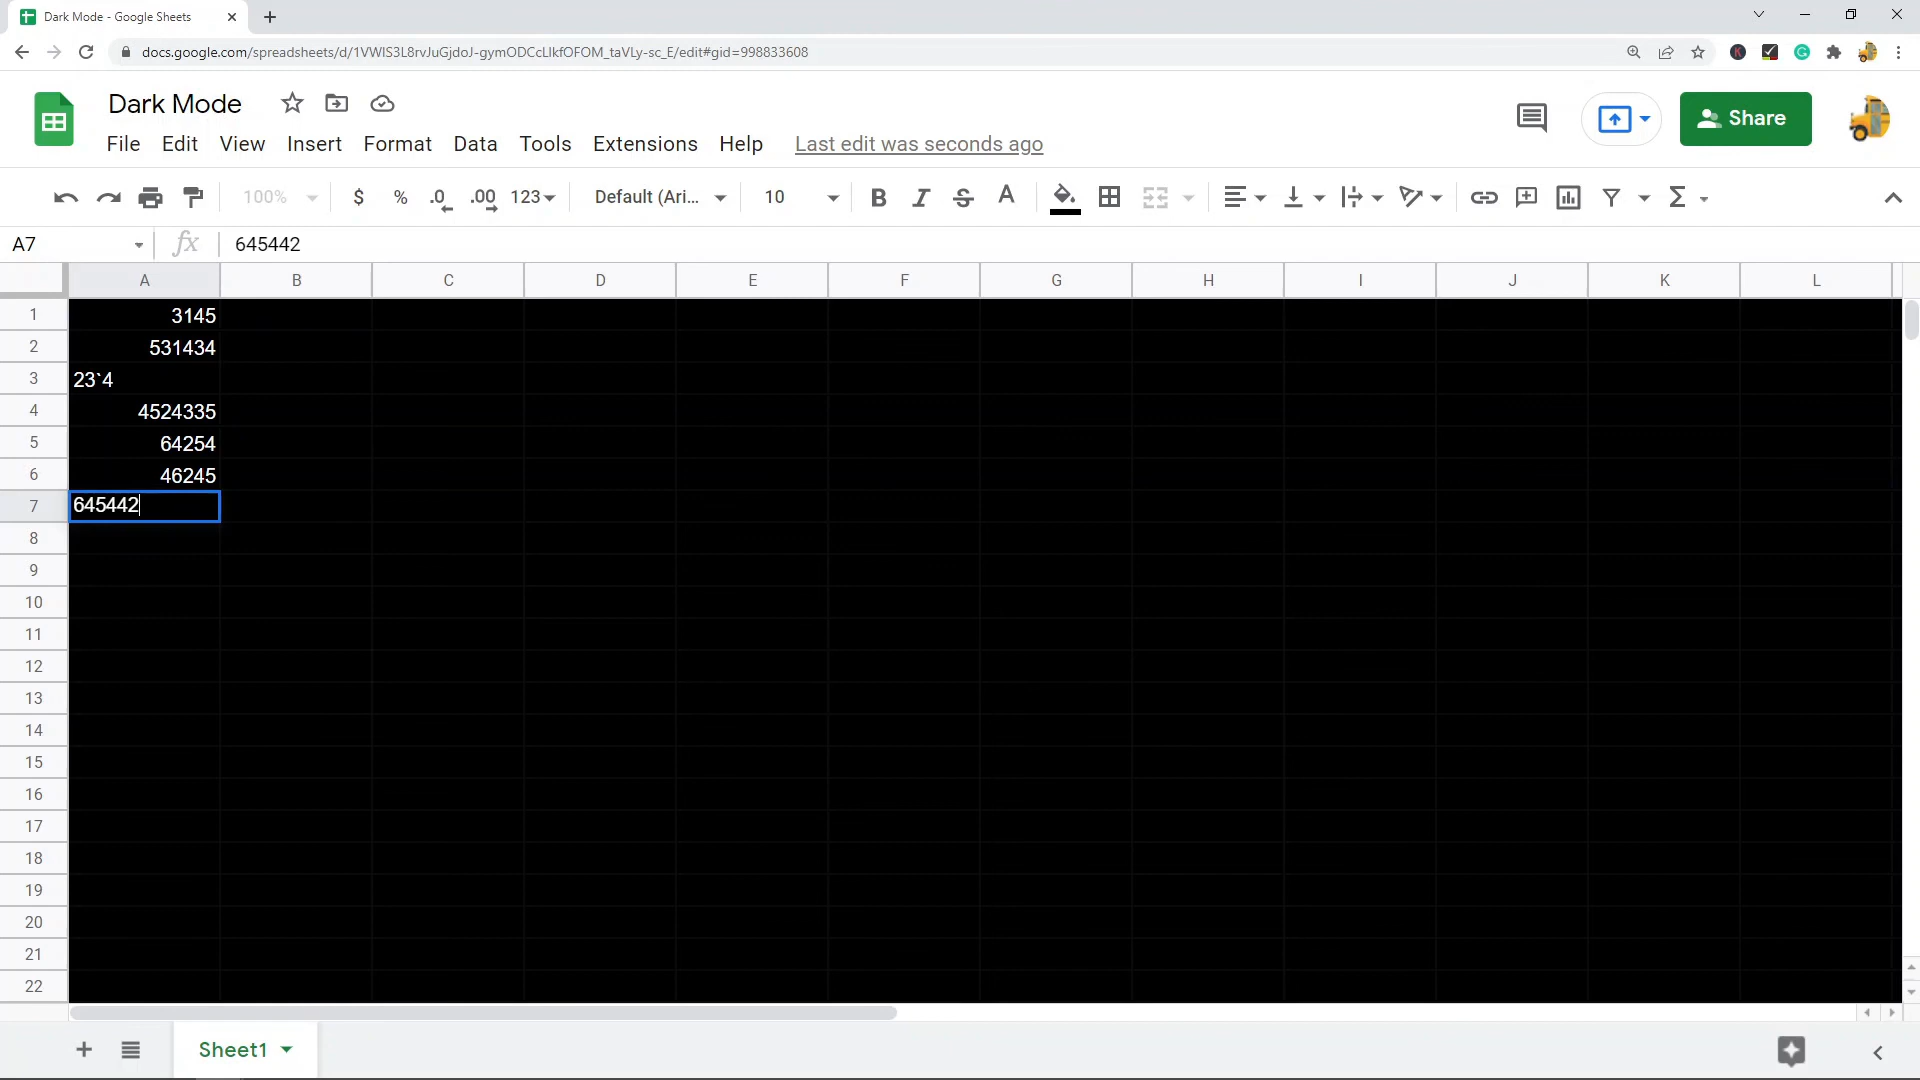 Dark Mode - Google Sheets
docs.google.com/spreadsheets/d/1VWIS3L8rvJuGjdoJ-gymODCcLIkfOFOM_taVLy-sc_E/edit#gid=998833608
Dark Mode
File Edit View Insert Format Data Tools Extensions Help Last edit was seconds ago
Share
100% $ % .0 .00 123 Default (Ari... 10 B I S A Σ
A7 fx 645442
A B C D E F G H I J K L
1 3145
2 531434
3 23`4
4 4524335
5 64254
6 46245
7 645442
8
9
10
11
12
13
14
15
16
17
18
19
20
21
22
Sheet1